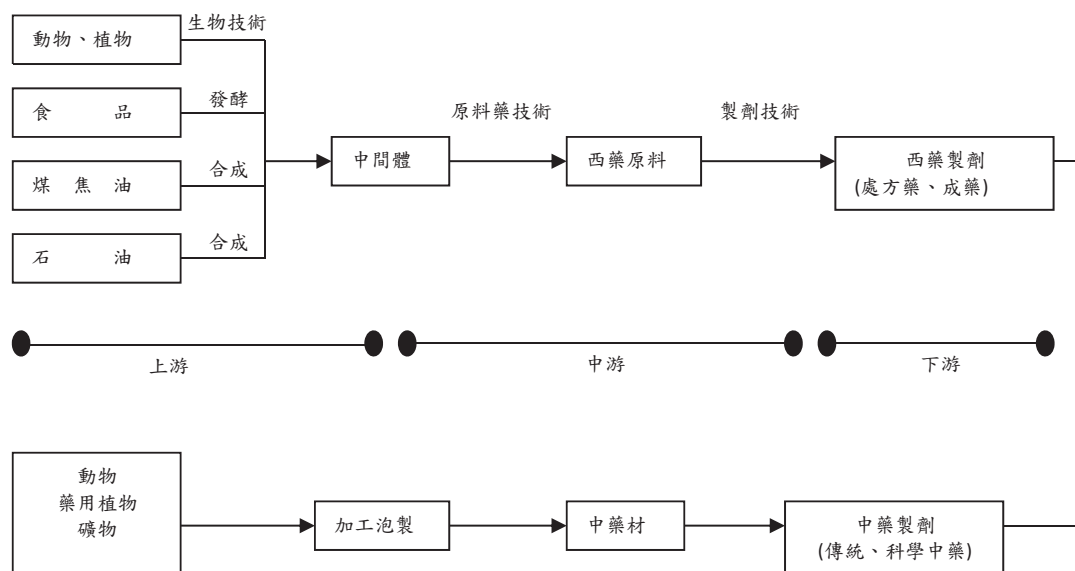 動物、植物
生物技術
食品
發酵
煤焦油
合成
石油
合成
中間體
原料藥技術
西藥原料
製劑技術
西藥製劑
(處方藥、成藥)
上游
中游
下游
動物
藥用植物
礦物
加工泡製
中藥材
中藥製劑
(傳統、科學中藥)